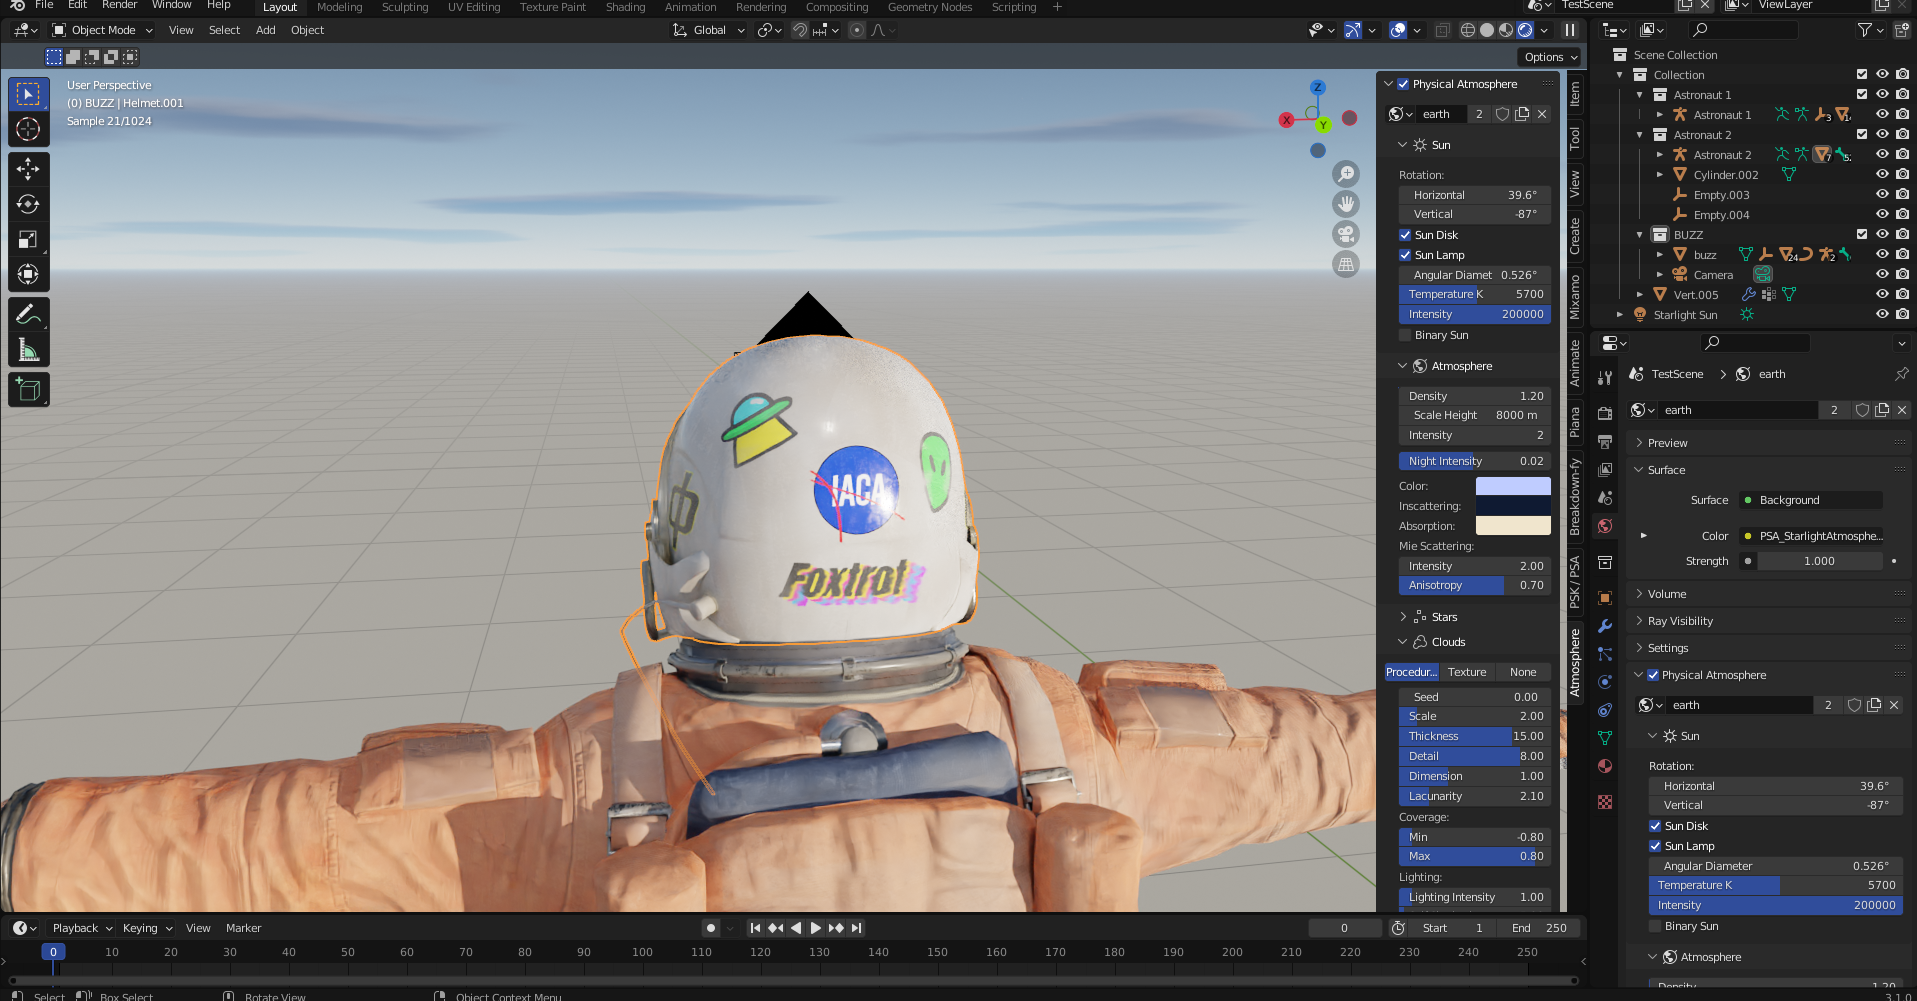 File Edit Render Window Help
Layout Modeling Sculpting UV Editing Texture Paint Shading Animation Rendering Compositing Geometry Nodes Scripting +
TestScene
ViewLayer
Object Mode View Select Add Object
Global
Options
User Perspective
(0) BUZZ | Helmet.001
Sample 21/1024
Z
X
Y
IACA
Foxtrot
Physical Atmosphere
earth 2
Sun
Rotation:
Horizontal 39.6°
Vertical -87°
Sun Disk
Sun Lamp
Angular Diamet 0.526°
Temperature K 5700
Intensity 200000
Binary Sun
Atmosphere
Density 1.20
Scale Height 8000 m
Intensity 2
Night Intensity 0.02
Color:
Inscattering:
Absorption:
Mie Scattering:
Intensity 2.00
Anisotropy 0.70
Stars
Clouds
Procedur... Texture None
Seed 0.00
Scale 2.00
Thickness 15.00
Detail 8.00
Dimension 1.00
Lacunarity 2.10
Coverage:
Min -0.80
Max 0.80
Lighting:
Lighting Intensity 1.00
Item
Tool
View
Create
Mixamo
Animate
Piana
Breakdown-fy
PSK / PSA
Atmosphere
Scene Collection
Collection
Astronaut 1
Astronaut 1 3
Astronaut 2
Astronaut 2 7
Cylinder.002
Empty.003
Empty.004
BUZZ
buzz 24 2
Camera
Vert.005
Starlight Sun
TestScene > earth
earth 2
Preview
Surface
Surface Background
Color PSA_StarlightAtmosphe...
Strength 1.000
Volume
Ray Visibility
Settings
Physical Atmosphere
earth 2
Sun
Rotation:
Horizontal 39.6°
Vertical -87°
Sun Disk
Sun Lamp
Angular Diameter 0.526°
Temperature K 5700
Intensity 200000
Binary Sun
Atmosphere
Density 1.20
Playback Keying View Marker
0 Start 1 End 250
0 10 20 30 40 50 60 70 80 90 100 110 120 130 140 150 160 170 180 190 200 210 220 230 240 250
Select Box Select Rotate View Object Context Menu
3.1.0